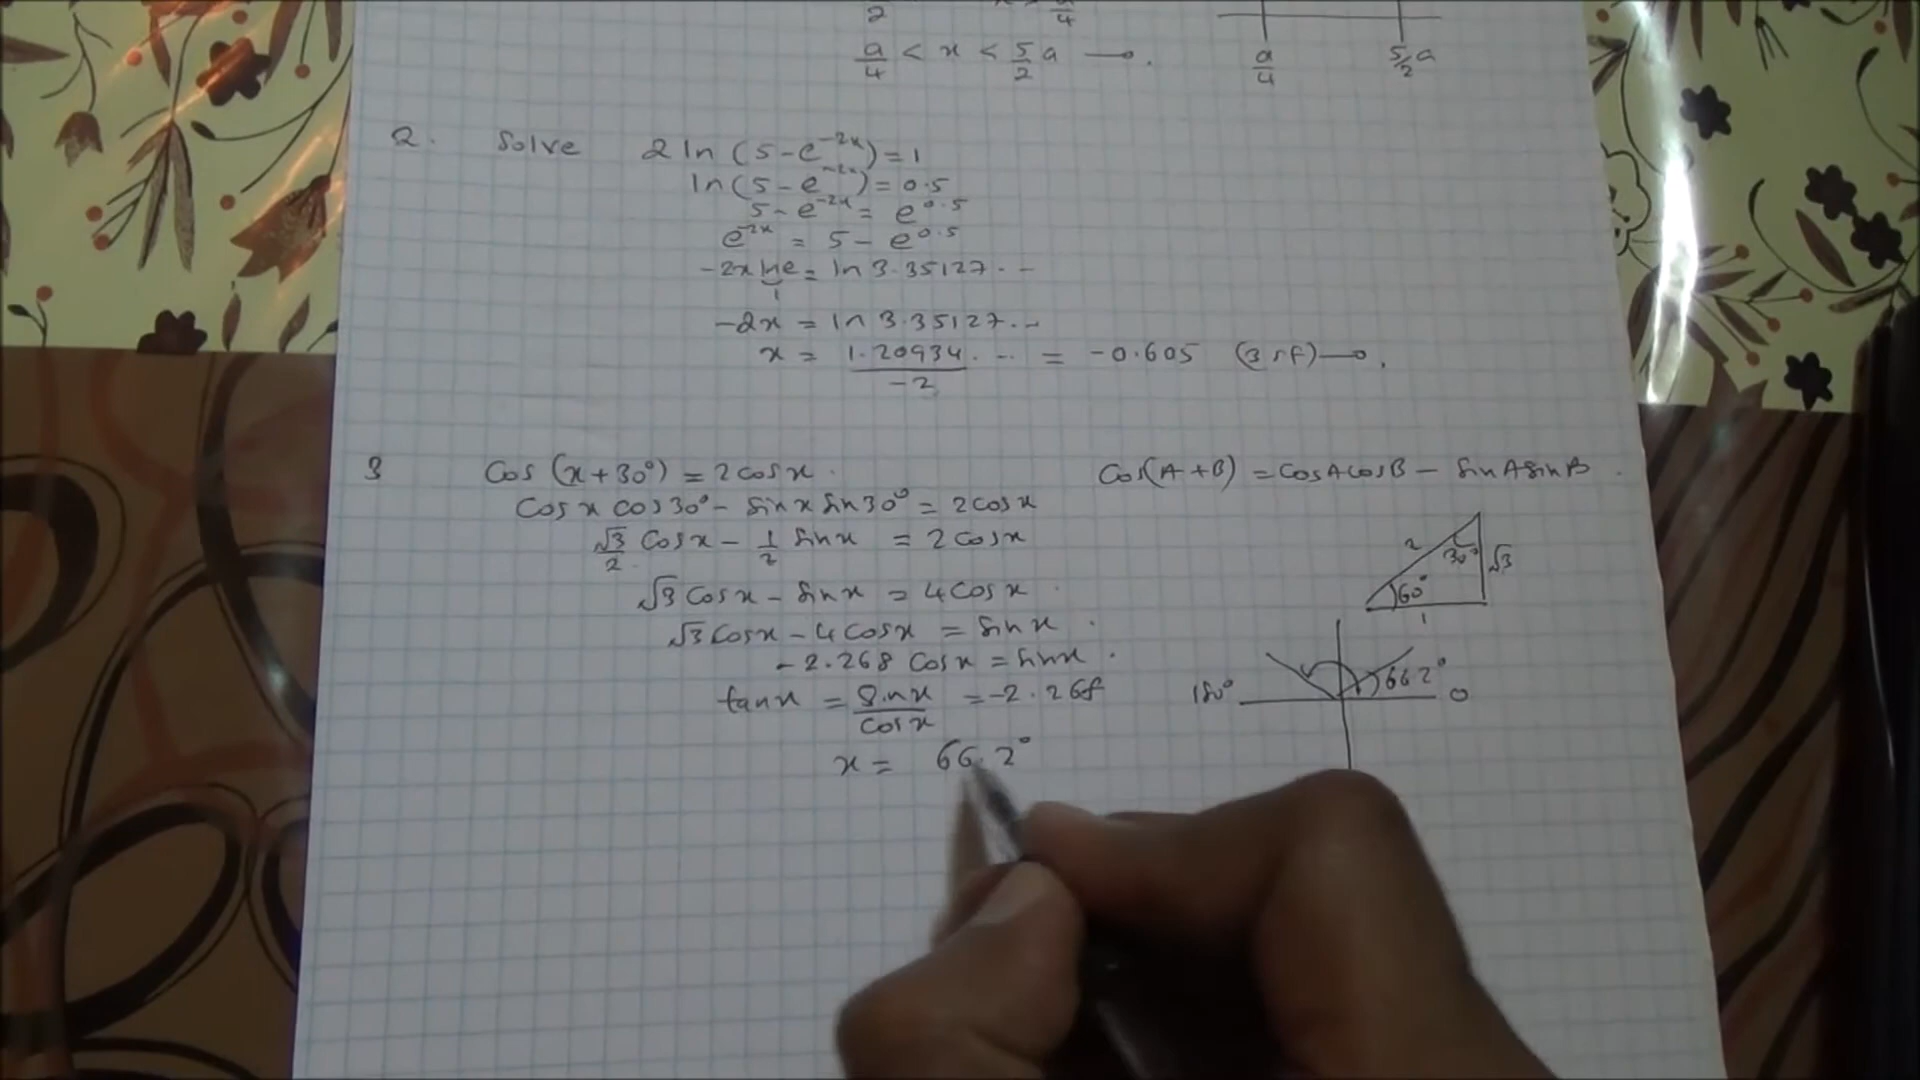 a/4 < x < 5/2 a
a/4 5/2 a
2. Solve 2 ln (5 - e^-2x) = 1
ln (5 - e^-2x) = 0.5
5 - e^-2x = e^0.5
e^-2x = 5 - e^0.5
-2x ln e = ln 3.35127...
1
-2x = ln 3.35127...
x = 1.20934.../-2 = -0.605 (3 sf)
3 Cos (x + 30°) = 2 cos x. Cos(A + B) = CosA cosB - SinA SinB.
Cos x cos 30° - Sin x Sin 30° = 2 cos x
√3/2 Cos x - 1/2 Sin x = 2 Cos x
2 30° √3
60°
1
√3 Cos x - Sin x = 4 Cos x.
√3 Cos x - 4 Cos x = Sin x.
-2.268 Cos x = Sin x.
tan x = Sin x/Cos x = -2.268
180° 66.2° 0
x = 66.2°